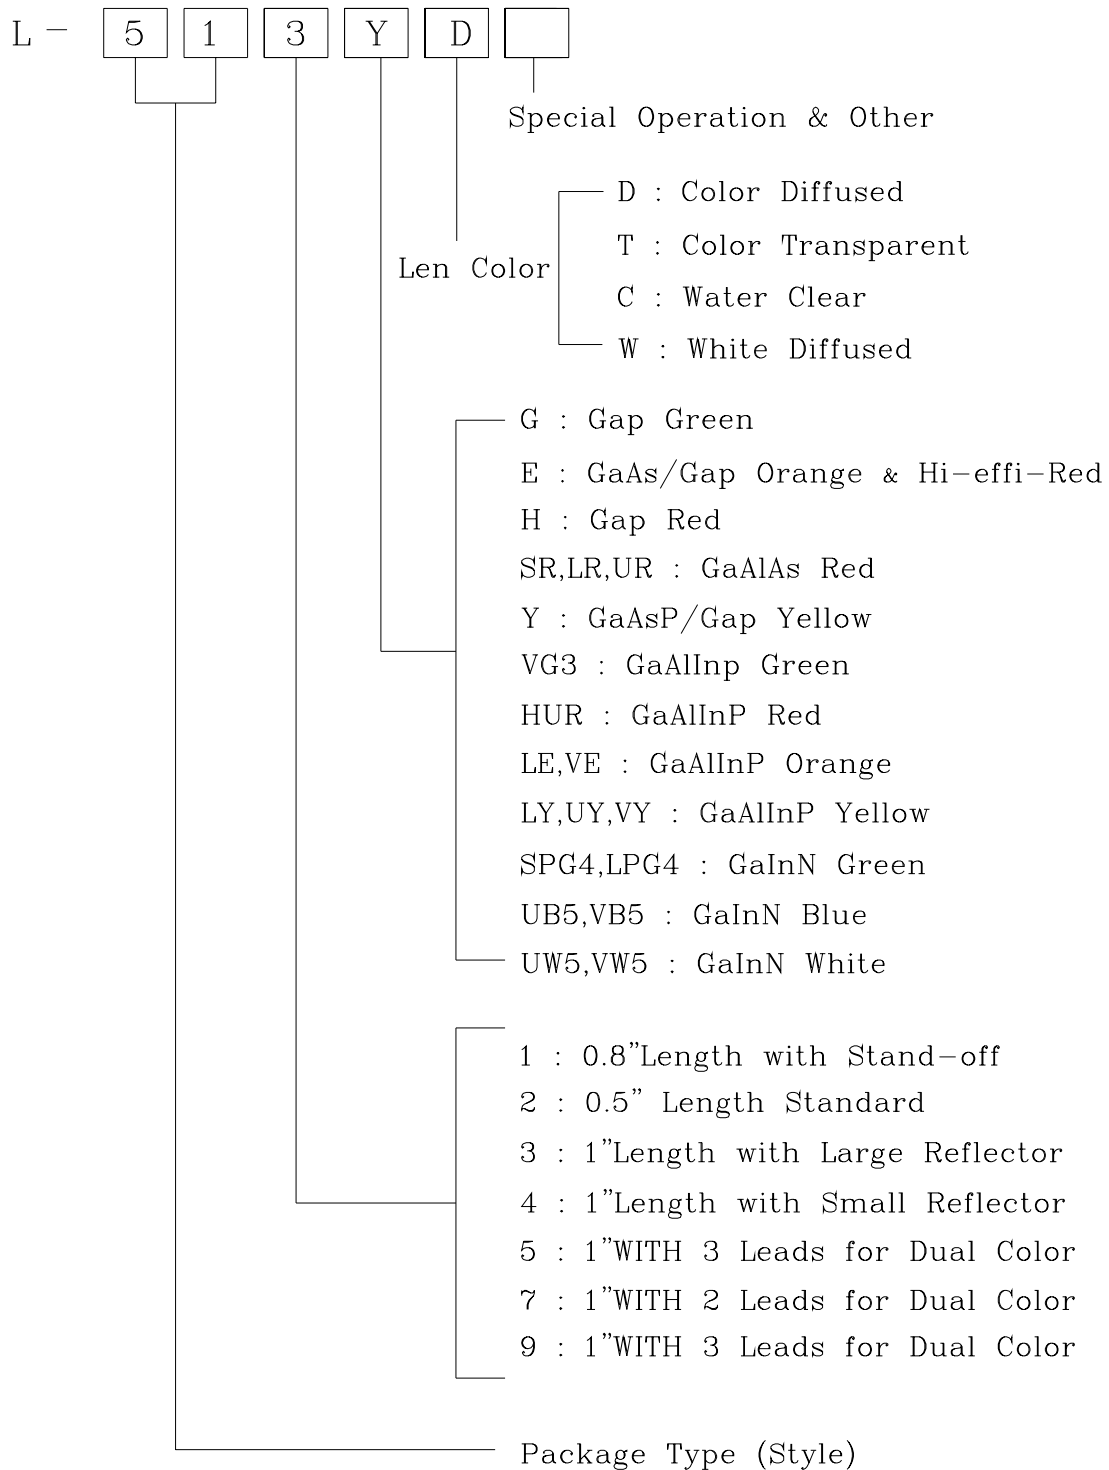 L- 5 1 3 Y D
Special Operation & Other
D : Color Diffused
T : Color Transparent
Len Color
C : Water Clear
W : White Diffused
G : Gap Green
E : GaAs/Gap Orange & Hi-effi-Red
H : Gap Red
SR,LR,UR : GaAlAs Red
Y : GaAsP/Gap Yellow
VG3 : GaAlInp Green
HUR : GaAlInP Red
LE,VE : GaAlInP Orange
LY,UY,VY : GaAlInP Yellow
SPG4,LPG4 : GaInN Green
UB5,VB5 : GaInN Blue
UW5,VW5 : GaInN White
1 : 0.8"Length with Stand-off
2 : 0.5" Length Standard
3 : 1"Length with Large Reflector
4 : 1"Length with Small Reflector
5 : 1"WITH 3 Leads for Dual Color
7 : 1"WITH 2 Leads for Dual Color
9 : 1"WITH 3 Leads for Dual Color
Package Type (Style)